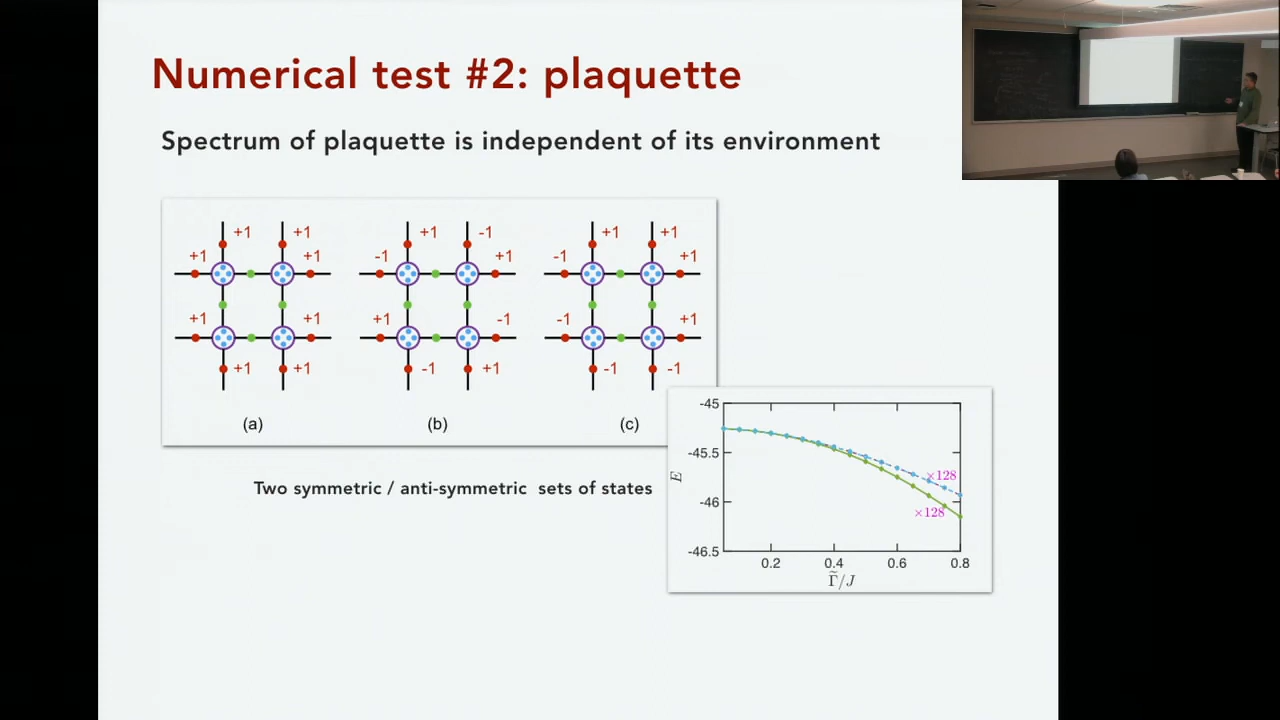 Numerical test #2: plaquette
Spectrum of plaquette is independent of its environment
+1 +1 +1 -1 +1 +1
+1 +1 -1 +1 -1 +1
+1 +1 +1 -1 -1 +1
+1 +1 -1 +1 -1 -1
(a) (b) (c)
Two symmetric / anti-symmetric sets of states
-45
-45.5
-46
-46.5
E
×128
×128
0.2 0.4 0.6 0.8
Γ̃/J